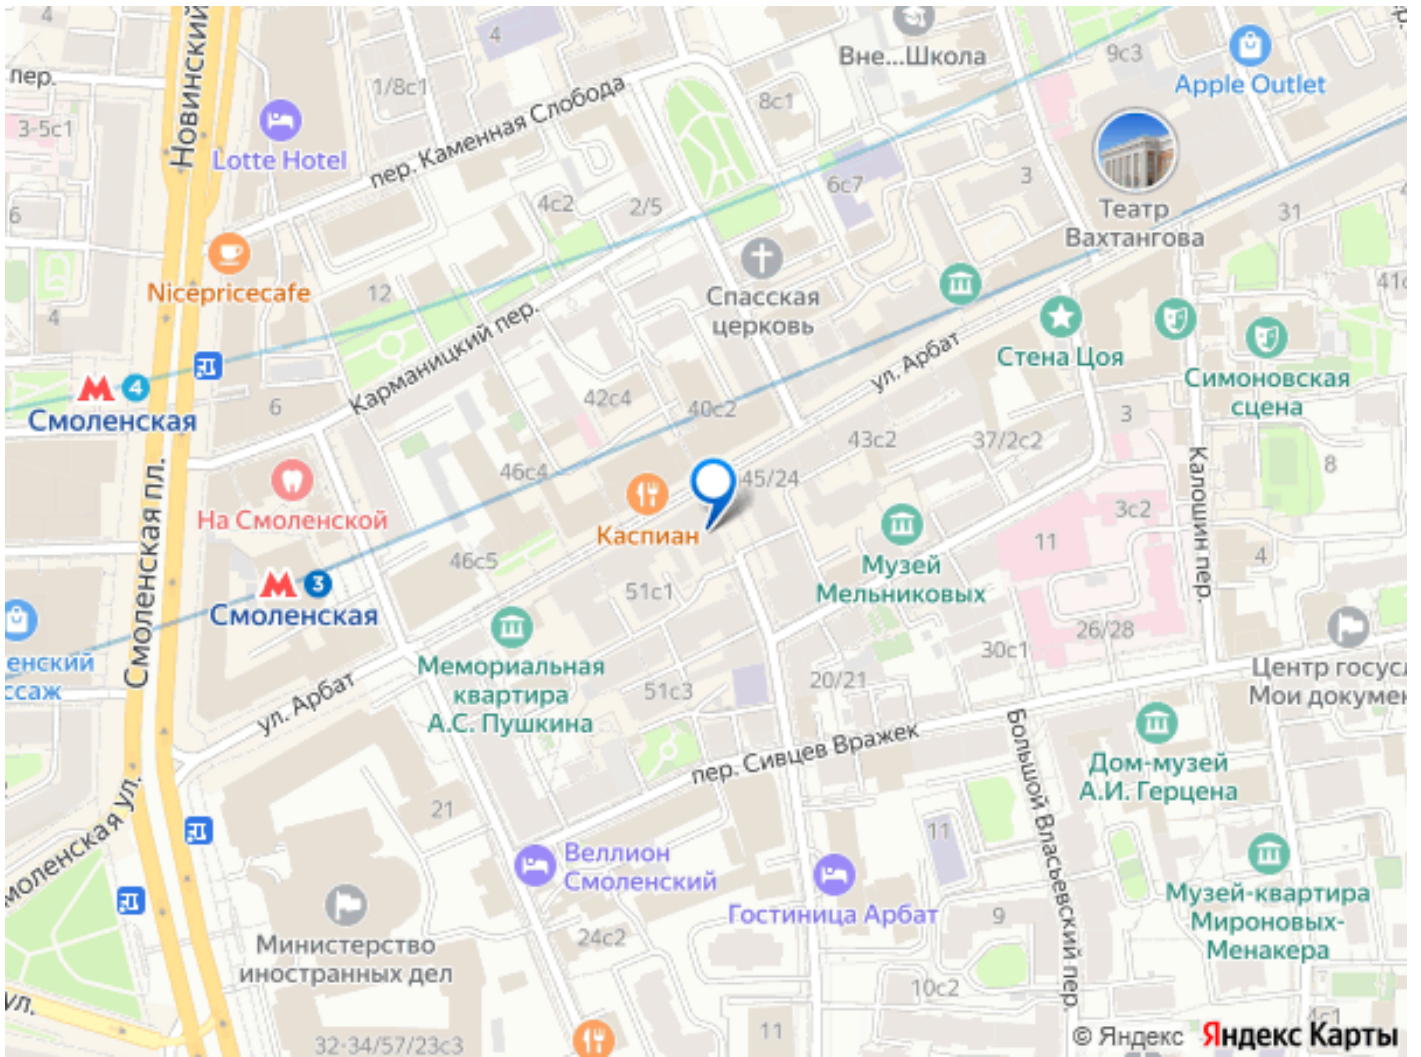 4
4
Вне...Школа
9с3
Apple Outlet
пер.
Новинский
1/8с1
8с1
3-5с1
Lotte Hotel
пер. Каменная Слобода
6с7
3
Театр
Вахтангова
31
6
4с2
2/5
Nicepricecafe
12
Спасская
церковь
41с
4
Карманицкий пер.
ул. Арбат
Стена Цоя
Симоновская
сцена
М 4
Смоленская
6
42с4
40с2
43с2
37/2с2
3
8
На Смоленской
46с4
Каспиан
45/24
Калошин пер.
3с2
11
4
Музей
Мельниковых
Смоленская пл.
М 3
Смоленская
46с5
51с1
26/28
30с1
Центр госусл
Мои докумен
енский
ссаж
ул. Арбат
Мемориальная
квартира
А.С. Пушкина
51с3
20/21
пер. Сивцев Вражек
Большой Власьевский пер.
Дом-музей
А.И. Герцена
моленская ул.
21
11
Веллион
Смоленский
Гостиница Арбат
Музей-квартира
Мироновых-
Менакера
Министерство
иностранных дел
24с2
9
10с2
ул.
32-34/57/23с3
11
4с1
© Яндекс Яндекс Карты